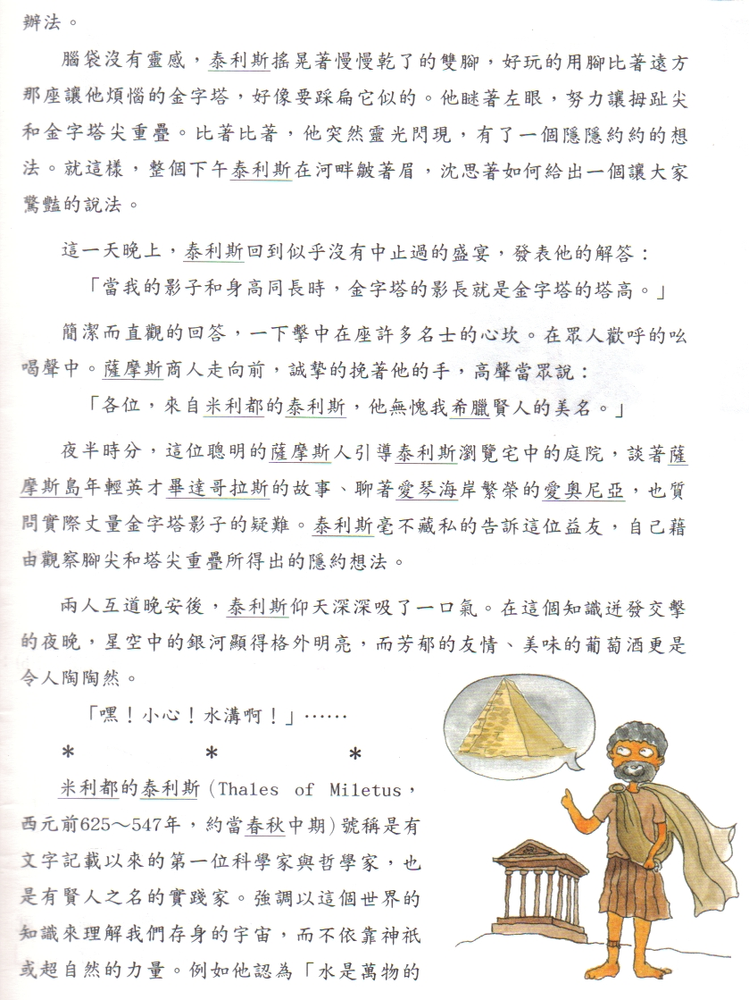 辦法。
腦袋沒有靈感，泰利斯搖晃著慢慢乾了的雙腳，好玩的用腳比著遠方
那座讓他煩惱的金字塔，好像要踩扁它似的。他瞇著左眼，努力讓拇趾尖
和金字塔尖重疊。比著比著，他突然靈光閃現，有了一個隱隱約約的想
法。就這樣，整個下午泰利斯在河畔皺著眉，沈思著如何給出一個讓大家
驚豔的說法。
這一天晚上，泰利斯回到似乎沒有中止過的盛宴，發表他的解答：
「當我的影子和身高同長時，金字塔的影長就是金字塔的塔高。」
簡潔而直觀的回答，一下擊中在座許多名士的心坎。在眾人歡呼的吆
喝聲中。薩摩斯商人走向前，誠摯的挽著他的手，高聲當眾說：
「各位，來自米利都的泰利斯，他無愧我希臘賢人的美名。」
夜半時分，這位聰明的薩摩斯人引導泰利斯瀏覽宅中的庭院，談著薩
摩斯島年輕英才畢達哥拉斯的故事、聊著愛琴海岸繁榮的愛奧尼亞，也質
問實際丈量金字塔影子的疑難。泰利斯毫不藏私的告訴這位益友，自己藉
由觀察腳尖和塔尖重疊所得出的隱約想法。
兩人互道晚安後，泰利斯仰天深深吸了一口氣。在這個知識迸發交擊
的夜晚，星空中的銀河顯得格外明亮，而芳郁的友情、美味的葡萄酒更是
令人陶陶然。
「嘿！小心！水溝啊！」……
* * *
米利都的泰利斯(Thales of Miletus，
西元前625～547年，約當春秋中期)號稱是有
文字記載以來的第一位科學家與哲學家，也
是有賢人之名的實踐家。強調以這個世界的
知識來理解我們存身的宇宙，而不依靠神祇
或超自然的力量。例如他認為「水是萬物的